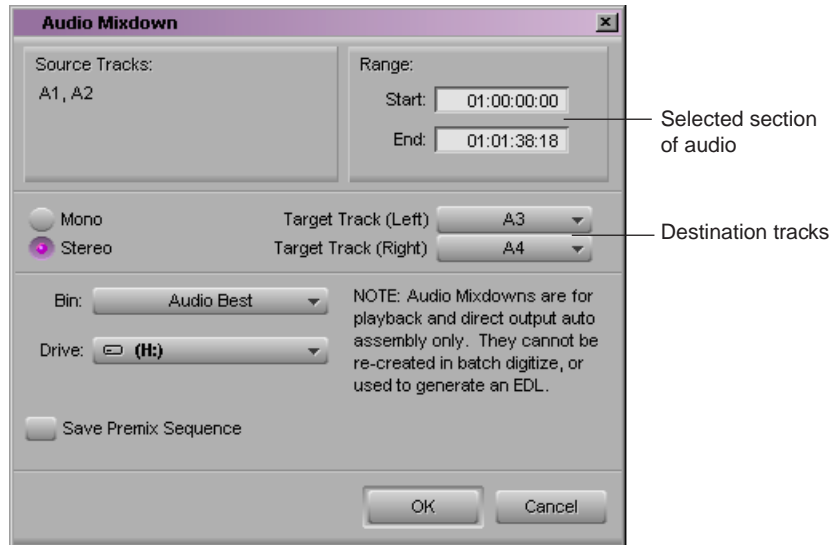 Audio Mixdown
Source Tracks:
A1, A2
Range:
Start: 01:00:00:00
End: 01:01:38:18
Selected section
of audio
Mono
Stereo
Target Track (Left) A3
Target Track (Right) A4
Destination tracks
Bin: Audio Best
Drive: (H:)
NOTE: Audio Mixdowns are for
playback and direct output auto
assembly only. They cannot be
re-created in batch digitize, or
used to generate an EDL.
Save Premix Sequence
OK
Cancel